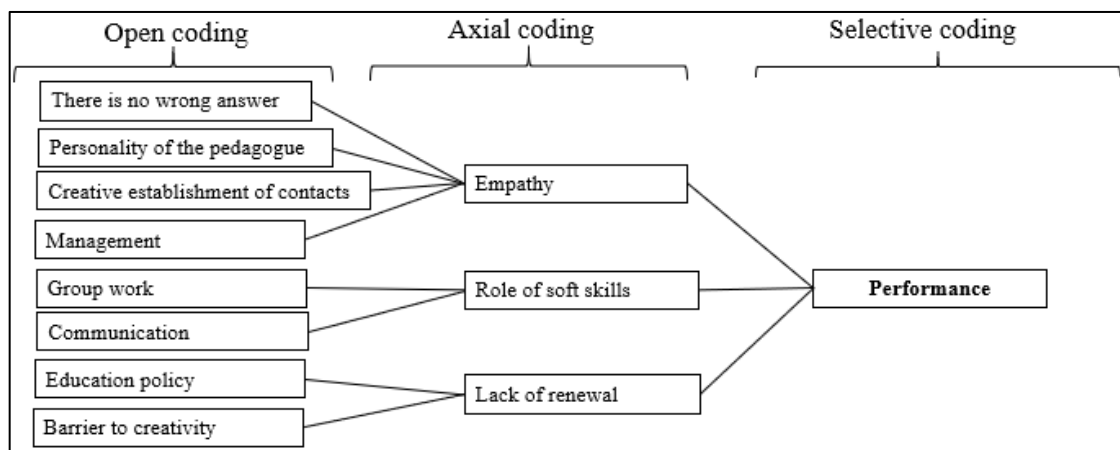 Open coding
Axial coding
Selective coding
There is no wrong answer
Personality of the pedagogue
Creative establishment of contacts
Management
Group work
Communication
Education policy
Barrier to creativity
Empathy
Role of soft skills
Lack of renewal
Performance